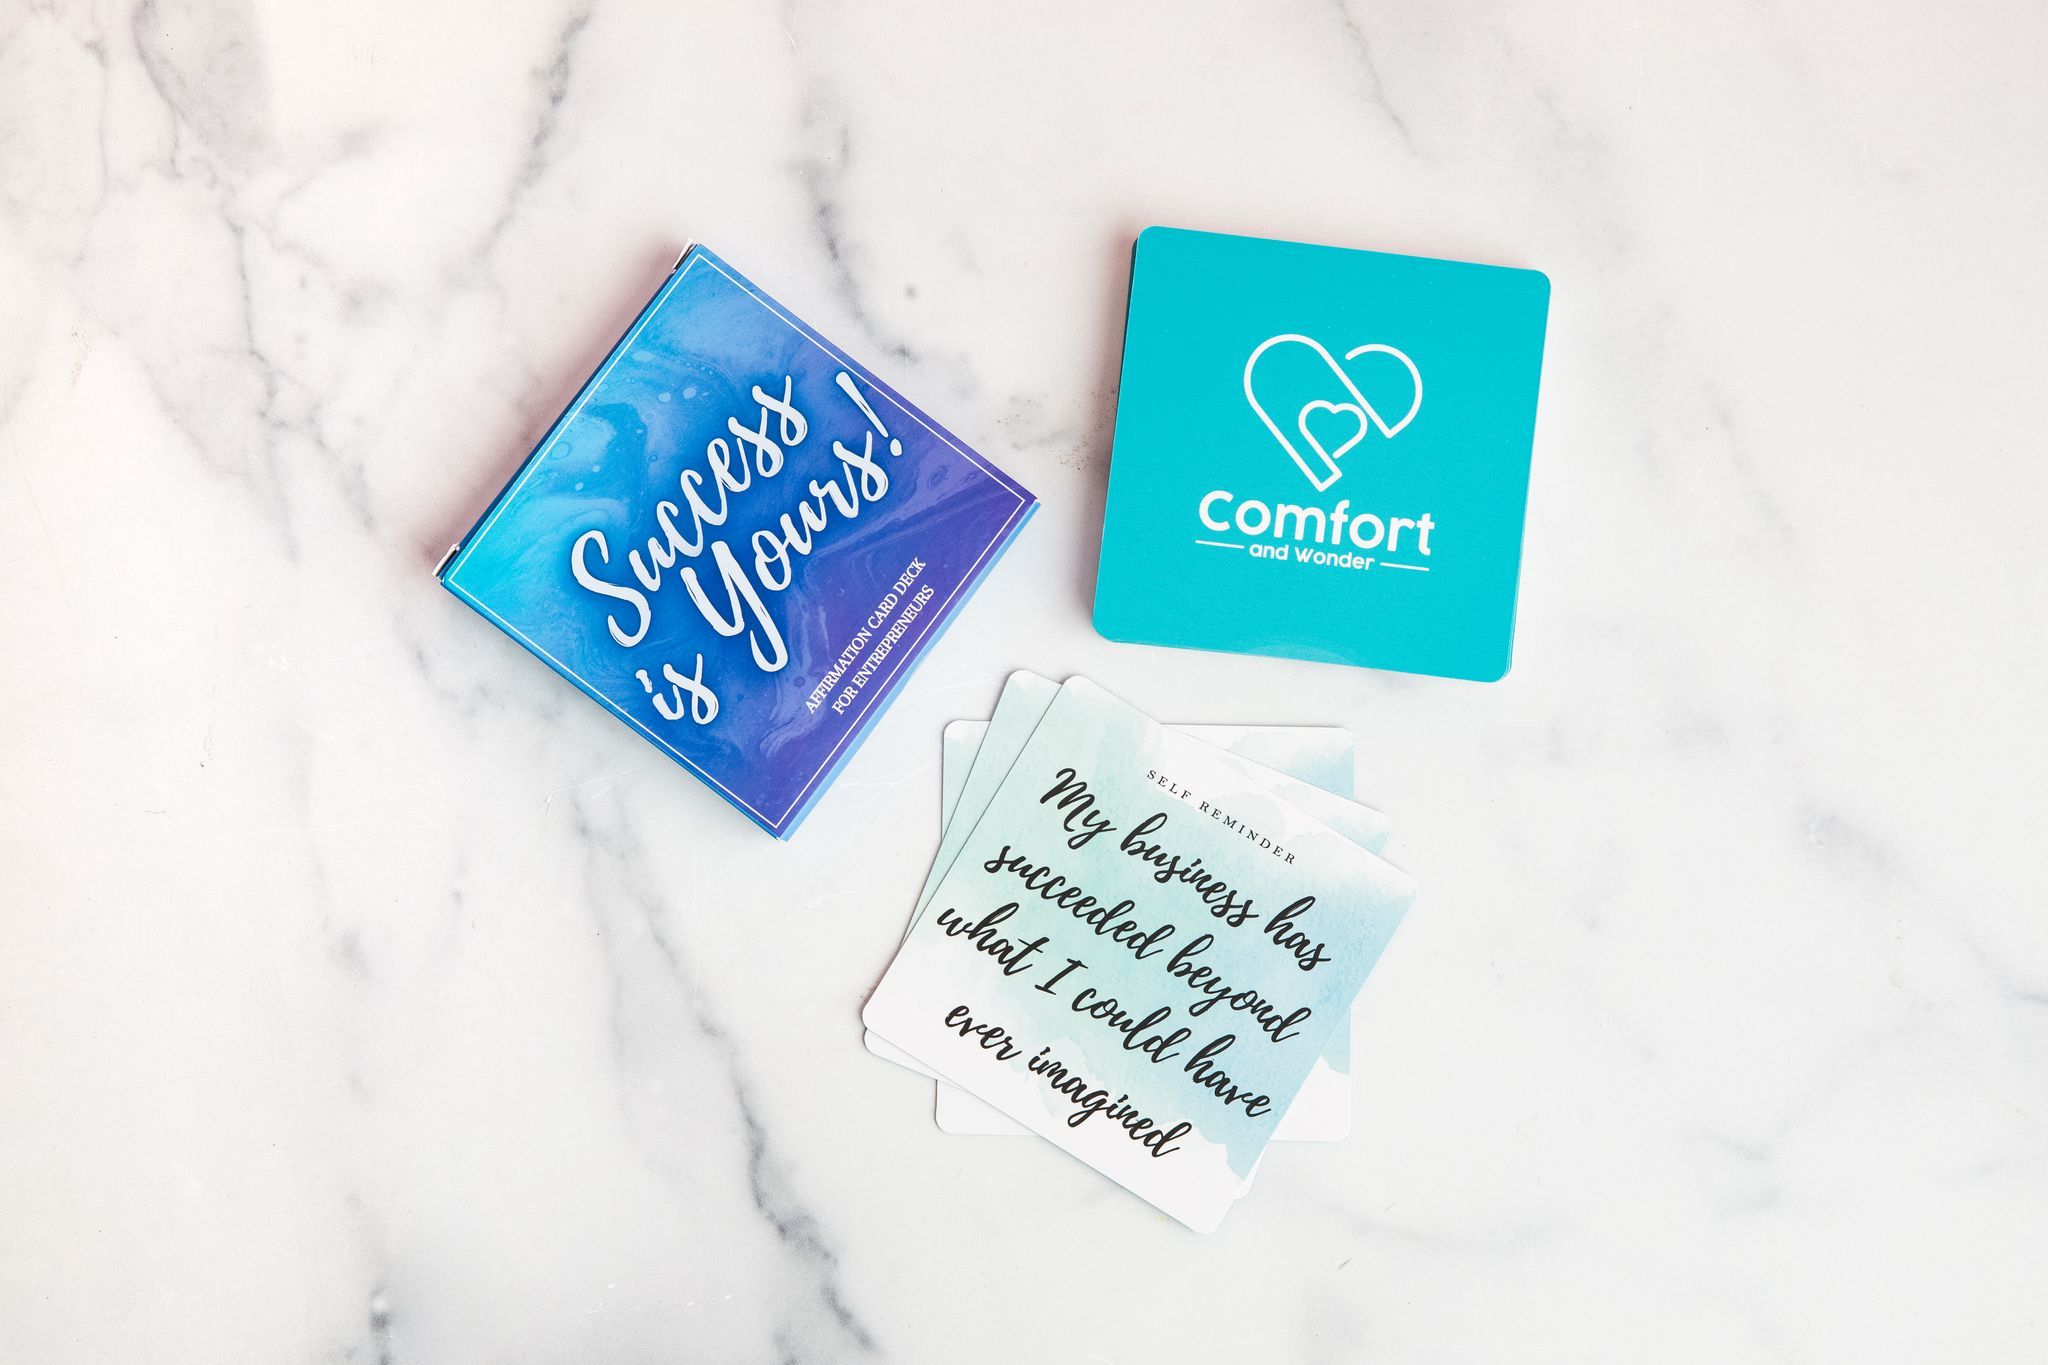 Success
is Yours!
AFFIRMATION CARD DECK
FOR ENTREPRENEURS
Comfort
and Wonder
SELF REMINDER
My business has
succeeded beyond
what I could have
ever imagined